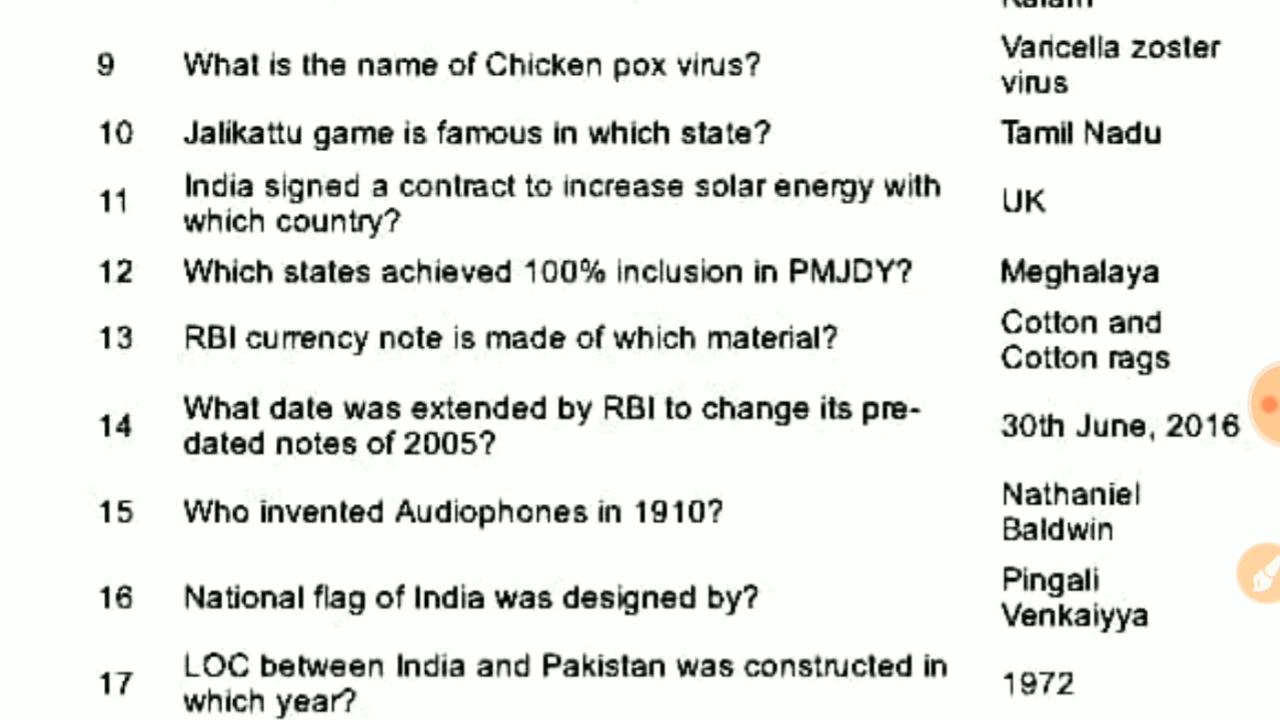 Kalam
9 What is the name of Chicken pox virus? Varicella zoster
virus
10 Jalikattu game is famous in which state? Tamil Nadu
India signed a contract to increase solar energy with
11 which country? UK
12 Which states achieved 100% inclusion in PMJDY? Meghalaya
13 RBI currency note is made of which material? Cotton and
Cotton rags
What date was extended by RBI to change its pre-
14 dated notes of 2005? 30th June, 2016
15 Who invented Audiophones in 1910? Nathaniel
Baldwin
16 National flag of India was designed by? Pingali
Venkaiyya
LOC between India and Pakistan was constructed in
17 which year? 1972